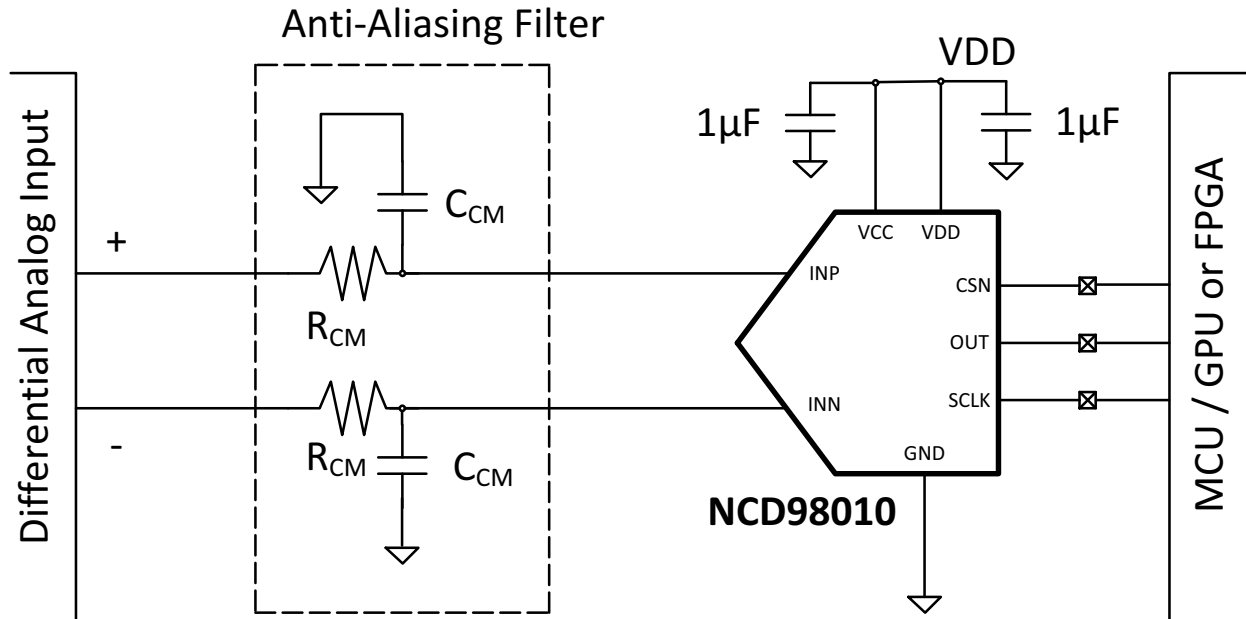 Anti-Aliasing Filter
VDD
1µF
1µF
Differential Analog Input
+
-
C_CM
R_CM
R_CM
C_CM
VCC
VDD
INP
INN
CSN
OUT
SCLK
GND
NCD98010
MCU / GPU or FPGA